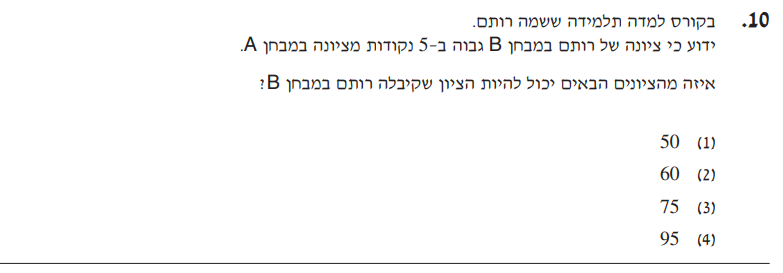 10. בקורס למדה תלמידה ששמה רותם.
ידוע כי ציונה של רותם במבחן B גבוה ב-5 נקודות מציונה במבחן A.
איזה מהציונים הבאים יכול להיות הציון שקיבלה רותם במבחן B?
(1) 50
(2) 60
(3) 75
(4) 95